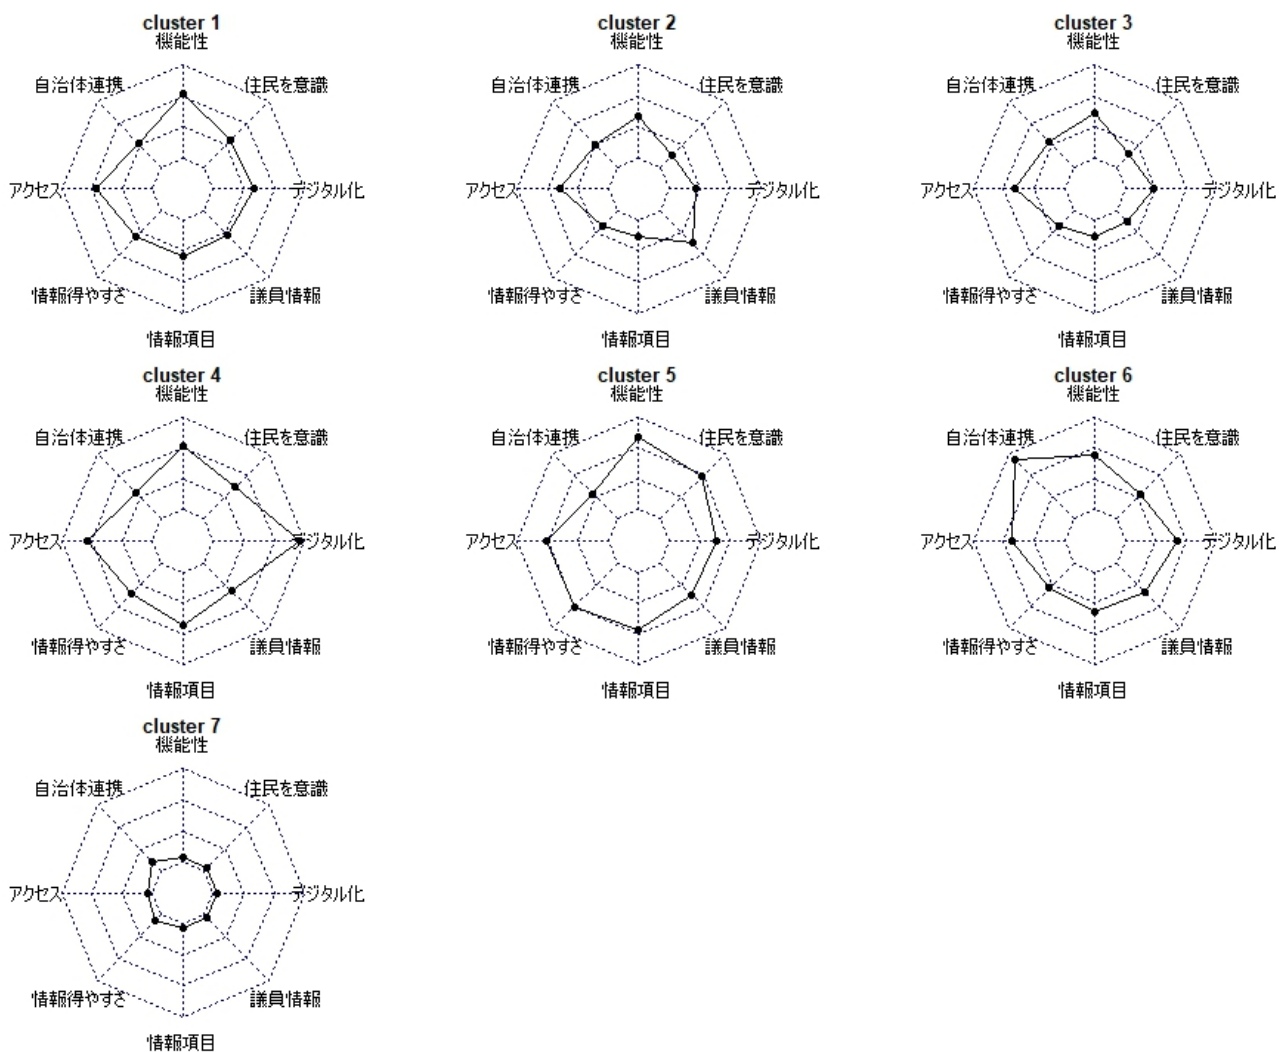 cluster 1
機能性
自治体連携
住民を意識
アクセス
デジタル化
情報得やすさ
議員情報
情報項目
cluster 2
機能性
自治体連携
住民を意識
アクセス
デジタル化
情報得やすさ
議員情報
情報項目
cluster 3
機能性
自治体連携
住民を意識
アクセス
デジタル化
情報得やすさ
議員情報
情報項目
cluster 4
機能性
自治体連携
住民を意識
アクセス
デジタル化
情報得やすさ
議員情報
情報項目
cluster 5
機能性
自治体連携
住民を意識
アクセス
デジタル化
情報得やすさ
議員情報
情報項目
cluster 6
機能性
自治体連携
住民を意識
アクセス
デジタル化
情報得やすさ
議員情報
情報項目
cluster 7
機能性
自治体連携
住民を意識
アクセス
デジタル化
情報得やすさ
議員情報
情報項目